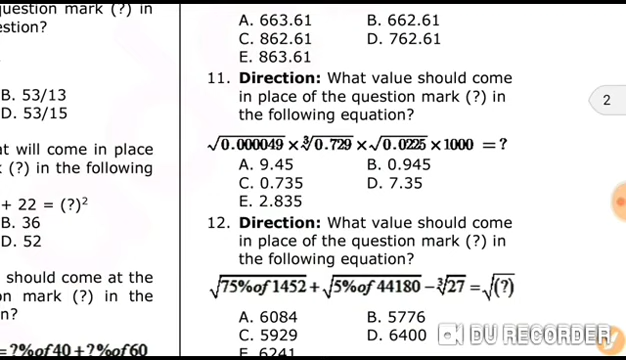 question mark (?) in
estion?
B. 53/13
D. 53/15
at will come in place
(?) in the following
+ 22 = (?)²
B. 36
D. 52
should come at the
on mark (?) in the
n?
=?%of40+?%of60
A. 663.61 B. 662.61
C. 862.61 D. 762.61
E. 863.61
11. Direction: What value should come
in place of the question mark (?) in
the following equation?
√0.000049 × ∛0.729 × √0.0225 × 1000 = ?
A. 9.45 B. 0.945
C. 0.735 D. 7.35
E. 2.835
12. Direction: What value should come
in place of the question mark (?) in
the following equation?
√75%of 1452 + √5%of 44180 − ∛27 = √(?)
A. 6084 B. 5776
C. 5929 D. 6400
E. 6241
2
DU RECORDER